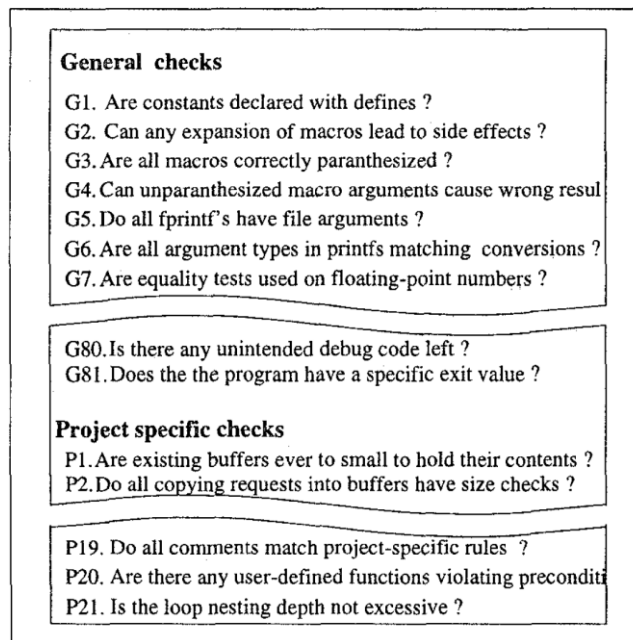 General checks
G1. Are constants declared with defines ?
G2. Can any expansion of macros lead to side effects ?
G3. Are all macros correctly paranthesized ?
G4. Can unparanthesized macro arguments cause wrong resul
G5. Do all fprintf's have file arguments ?
G6. Are all argument types in printfs matching conversions ?
G7. Are equality tests used on floating-point numbers ?
G80. Is there any unintended debug code left ?
G81. Does the the program have a specific exit value ?
Project specific checks
P1. Are existing buffers ever to small to hold their contents ?
P2. Do all copying requests into buffers have size checks ?
P19. Do all comments match project-specific rules ?
P20. Are there any user-defined functions violating preconditi
P21. Is the loop nesting depth not excessive ?